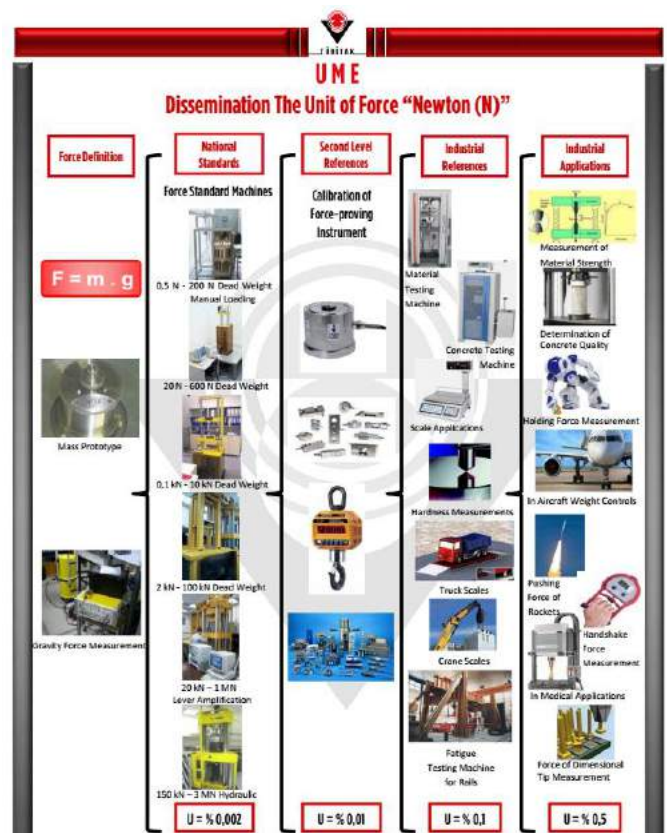 TÜBİTAK
UME
Dissemination The Unit of Force “Newton (N)”
Force Definition
F = m . g
Mass Prototype
Gravity Force Measurement
National
Standards
Force Standard Machines
0,5 N - 200 N Dead Weight
Manual Loading
20 N - 600 N Dead Weight
0,1 kN - 10 kN Dead Weight
2 kN - 100 kN Dead Weight
20 kN – 1 MN
Lever Amplification
150 kN – 3 MN Hydraulic
U = % 0,002
Second Level
References
Calibration of
Force-proving
Instrument
U = % 0,01
Industrial
References
Material
Testing
Machine
Concrete Testing
Machine
Scale Applications
Hardness Measurements
Truck Scales
Crane Scales
Fatigue
Testing Machine
for Rails
U = % 0,1
Industrial
Applications
Measurement of
Material Strength
Determination of
Concrete Quality
Holding Force Measurement
In Aircraft Weight Controls
Pushing
Force of
Rockets
Handshake
Force
Measurement
In Medical Applications
Force of Dimensional
Tip Measurement
U = % 0,5